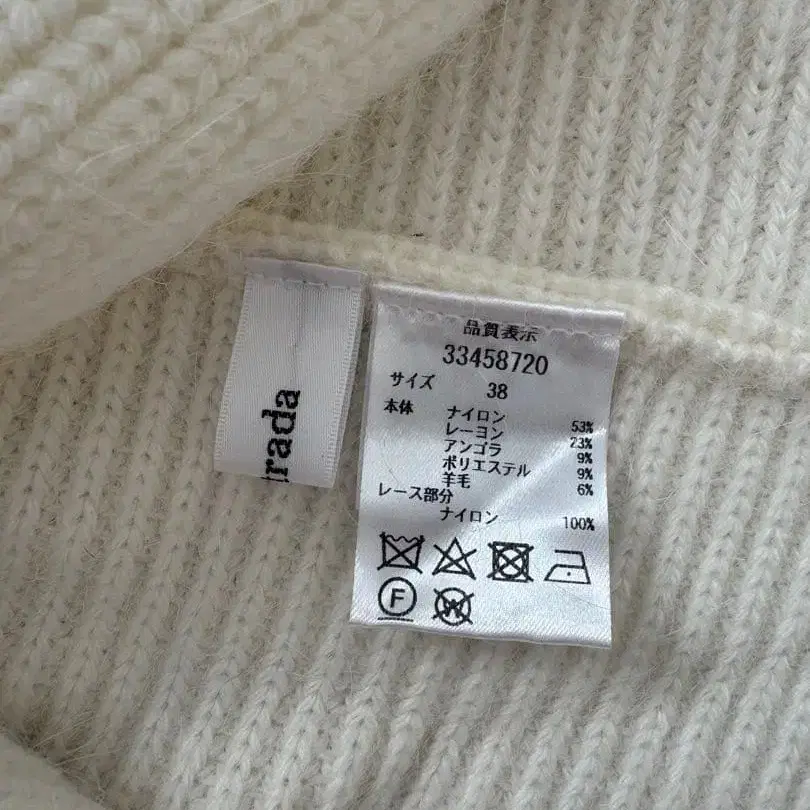 品質表示
33458720
サイズ 38
本体 ナイロン 53%
レーヨン 23%
アンゴラ 9%
ポリエステル 9%
羊毛 6%
レース部分
ナイロン 100%
F
W
rada